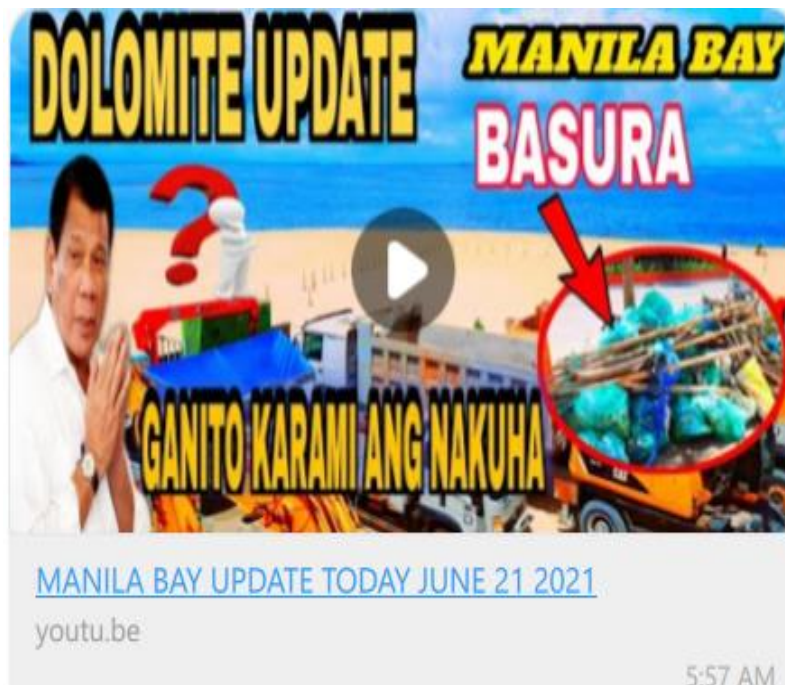 DOLOMITE UPDATE
MANILA BAY
BASURA
GANITO KARAMI ANG NAKUHA
CAT
MANILA BAY UPDATE TODAY JUNE 21 2021
youtu.be
5:57 AM